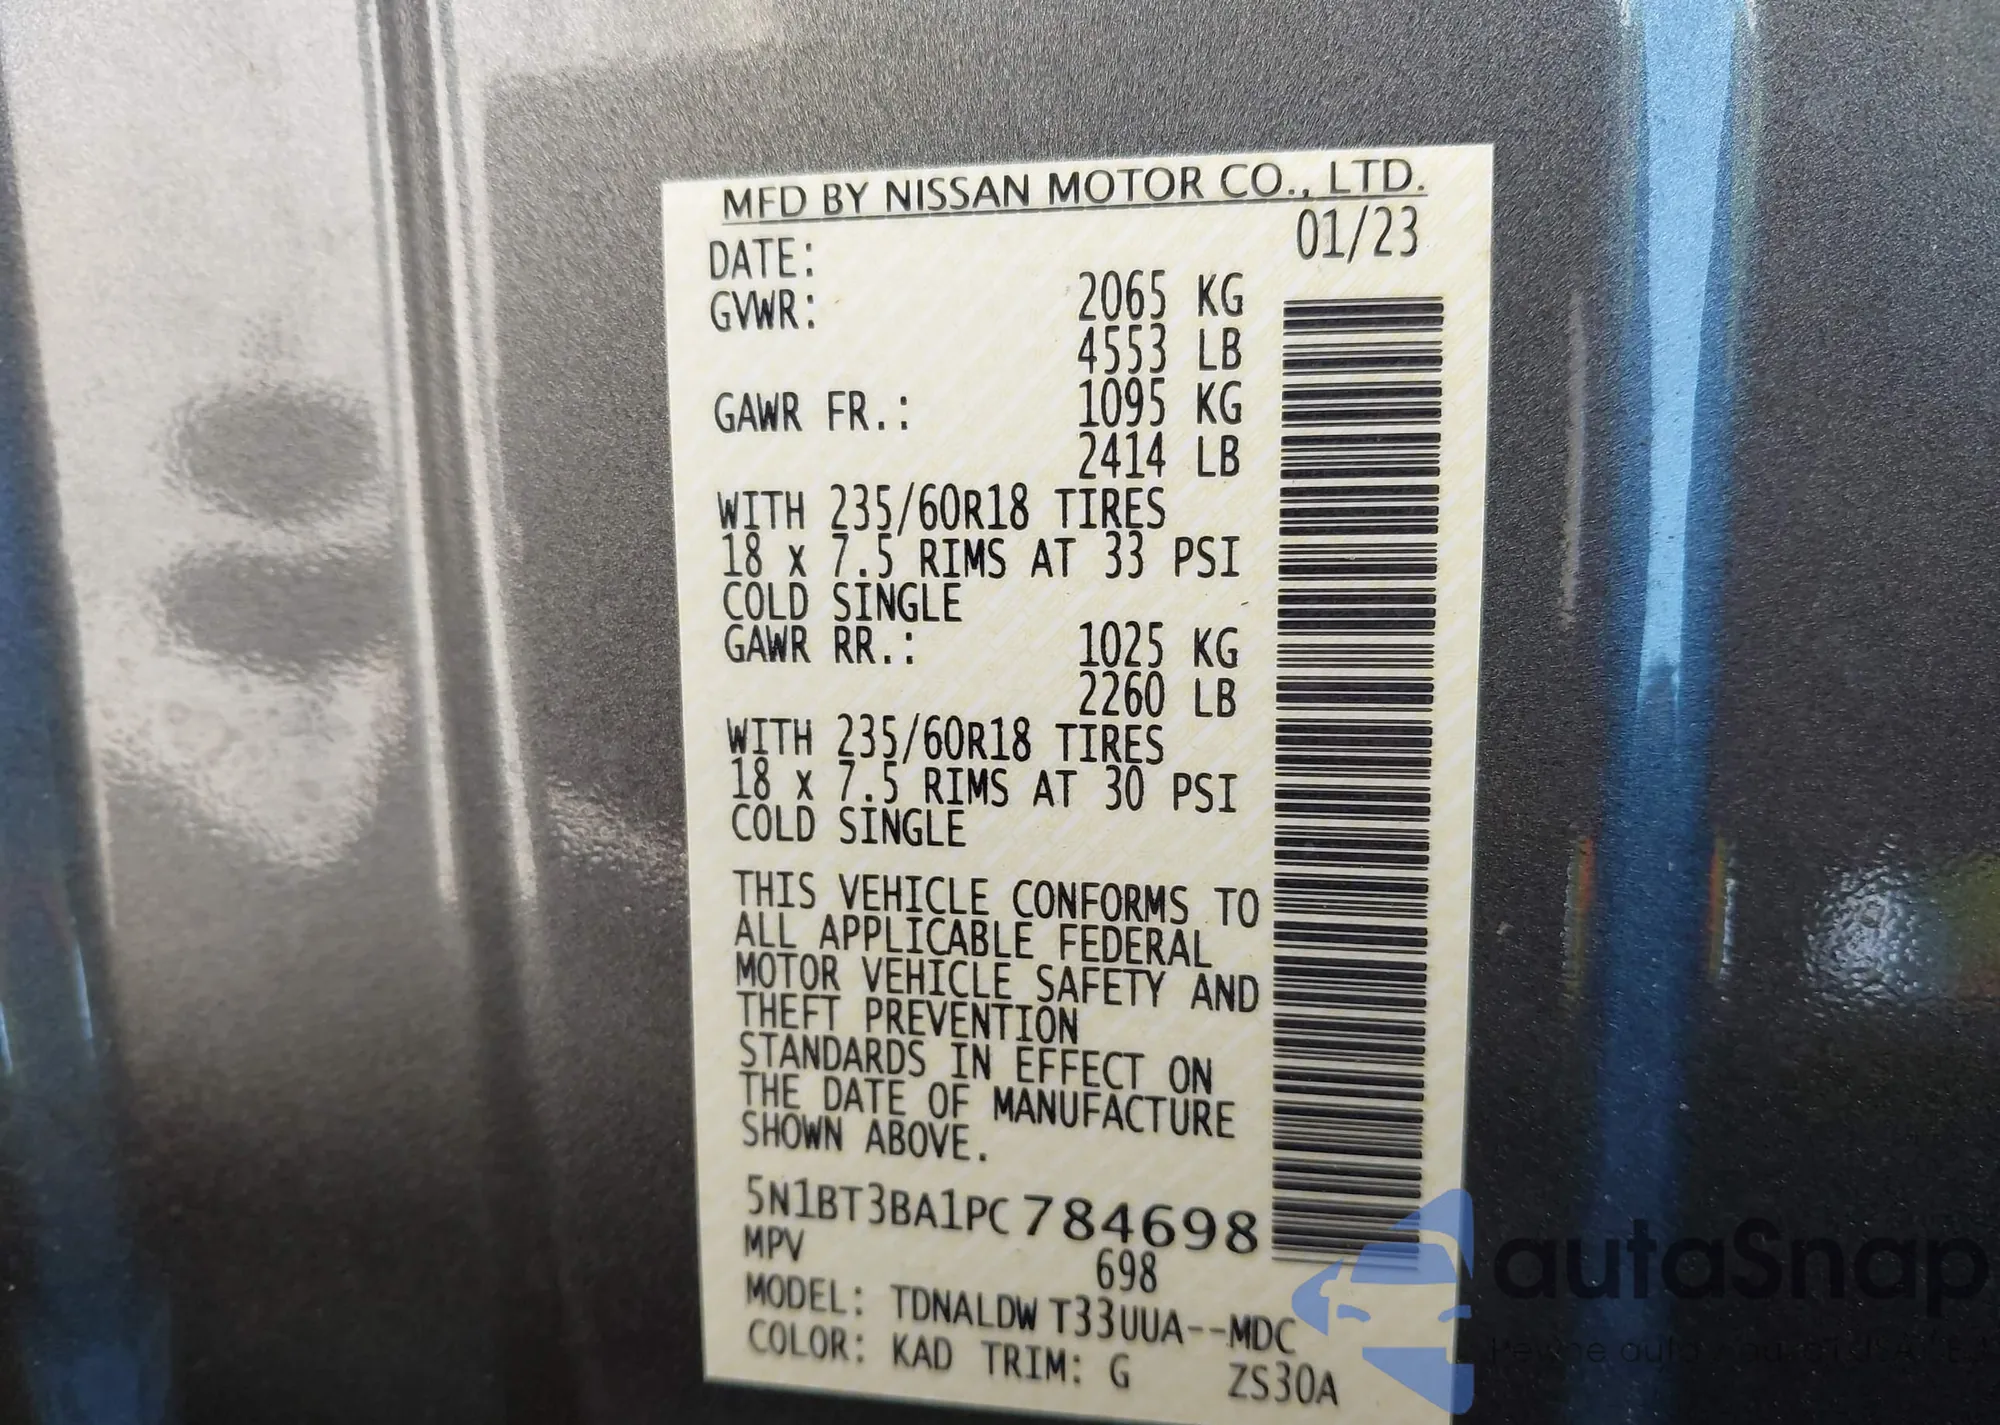 MFD BY NISSAN MOTOR CO., LTD.
DATE: 01/23
GVWR: 2065 KG
4553 LB
GAWR FR.: 1095 KG
2414 LB
WITH 235/60R18 TIRES
18 x 7.5 RIMS AT 33 PSI
COLD SINGLE
GAWR RR.: 1025 KG
2260 LB
WITH 235/60R18 TIRES
18 x 7.5 RIMS AT 30 PSI
COLD SINGLE
THIS VEHICLE CONFORMS TO
ALL APPLICABLE FEDERAL
MOTOR VEHICLE SAFETY AND
THEFT PREVENTION
STANDARDS IN EFFECT ON
THE DATE OF MANUFACTURE
SHOWN ABOVE.
5N1BT3BA1PC784698
MPV 698
MODEL: TDNALDW T33UUA--MDC
COLOR: KAD TRIM: G ZS30A
autaSnap